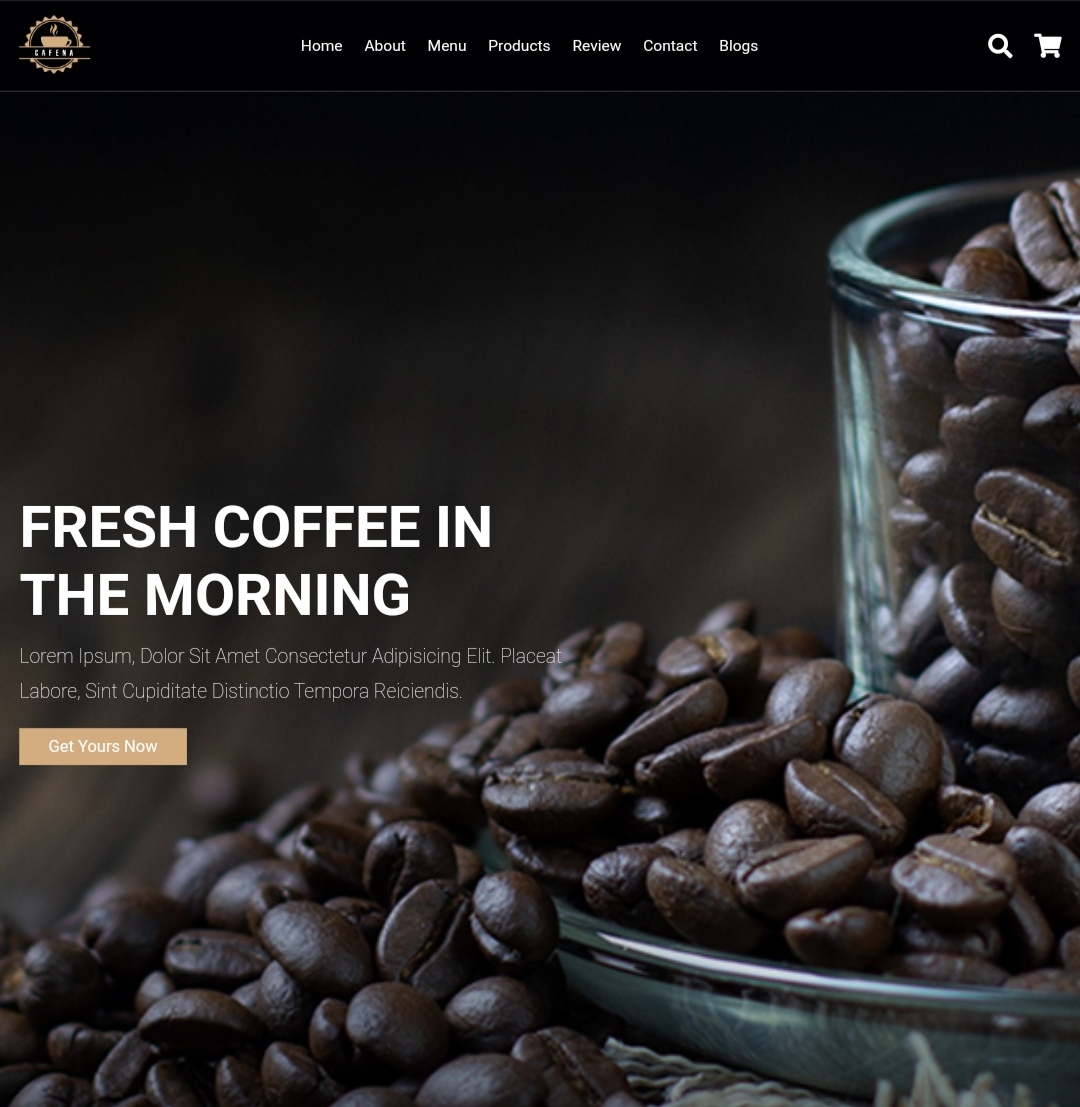 CAFENA
Home About Menu Products Review Contact Blogs
FRESH COFFEE IN
THE MORNING
Lorem Ipsum, Dolor Sit Amet Consectetur Adipisicing Elit. Placeat
Labore, Sint Cupiditate Distinctio Tempora Reiciendis.
Get Yours Now